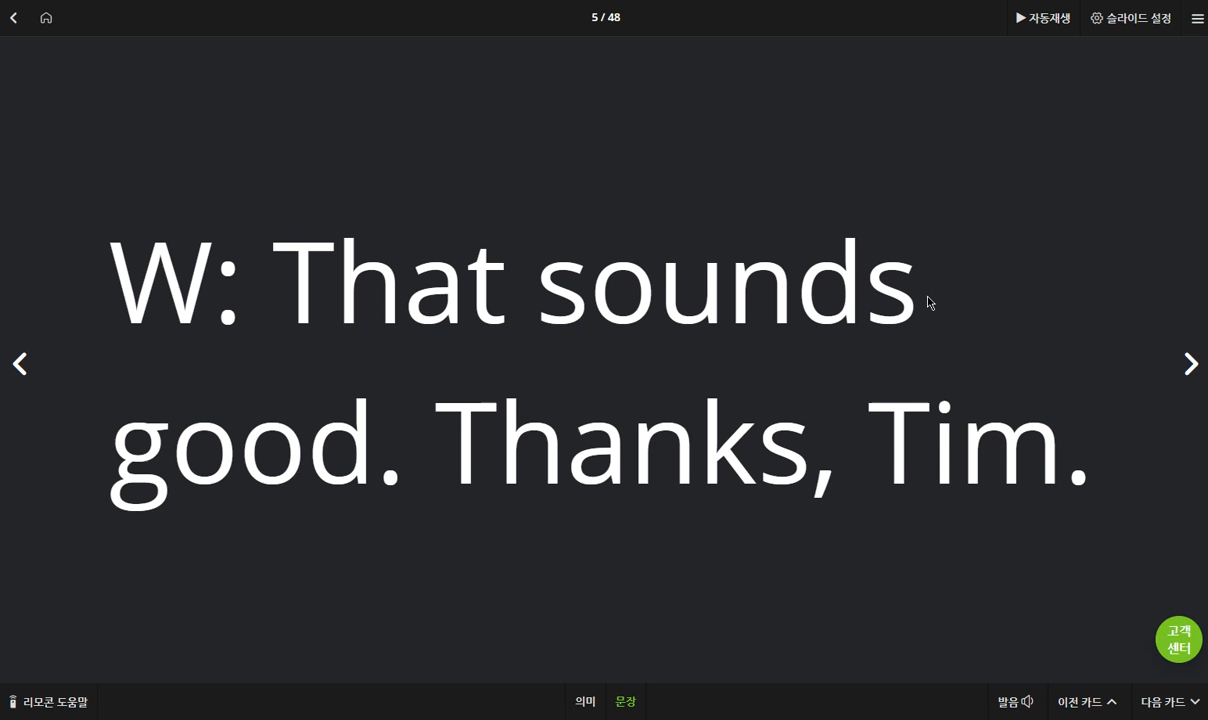 5 / 48
자동재생
슬라이드 설정
W: That sounds
good. Thanks, Tim.
고객
센터
리모콘 도움말
의미
문장
발음
이전 카드
다음 카드